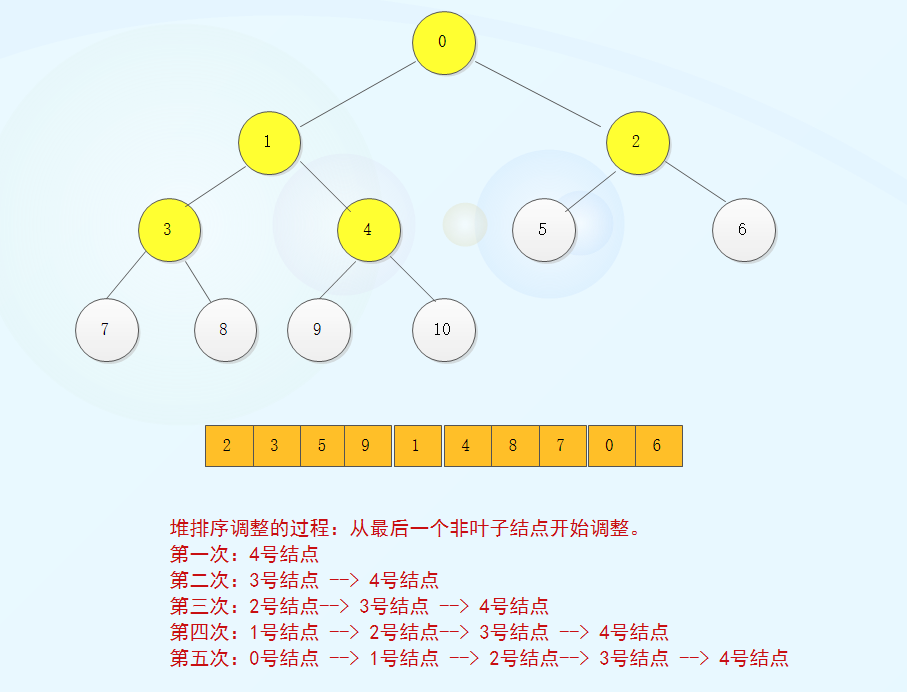 0
1 2
3 4 5 6
7 8 9 10
2 3 5 9 1 4 8 7 0 6
堆排序调整的过程：从最后一个非叶子结点开始调整。
第一次：4号结点
第二次：3号结点 --> 4号结点
第三次：2号结点--> 3号结点 --> 4号结点
第四次：1号结点 --> 2号结点--> 3号结点 --> 4号结点
第五次：0号结点 --> 1号结点 --> 2号结点--> 3号结点 --> 4号结点